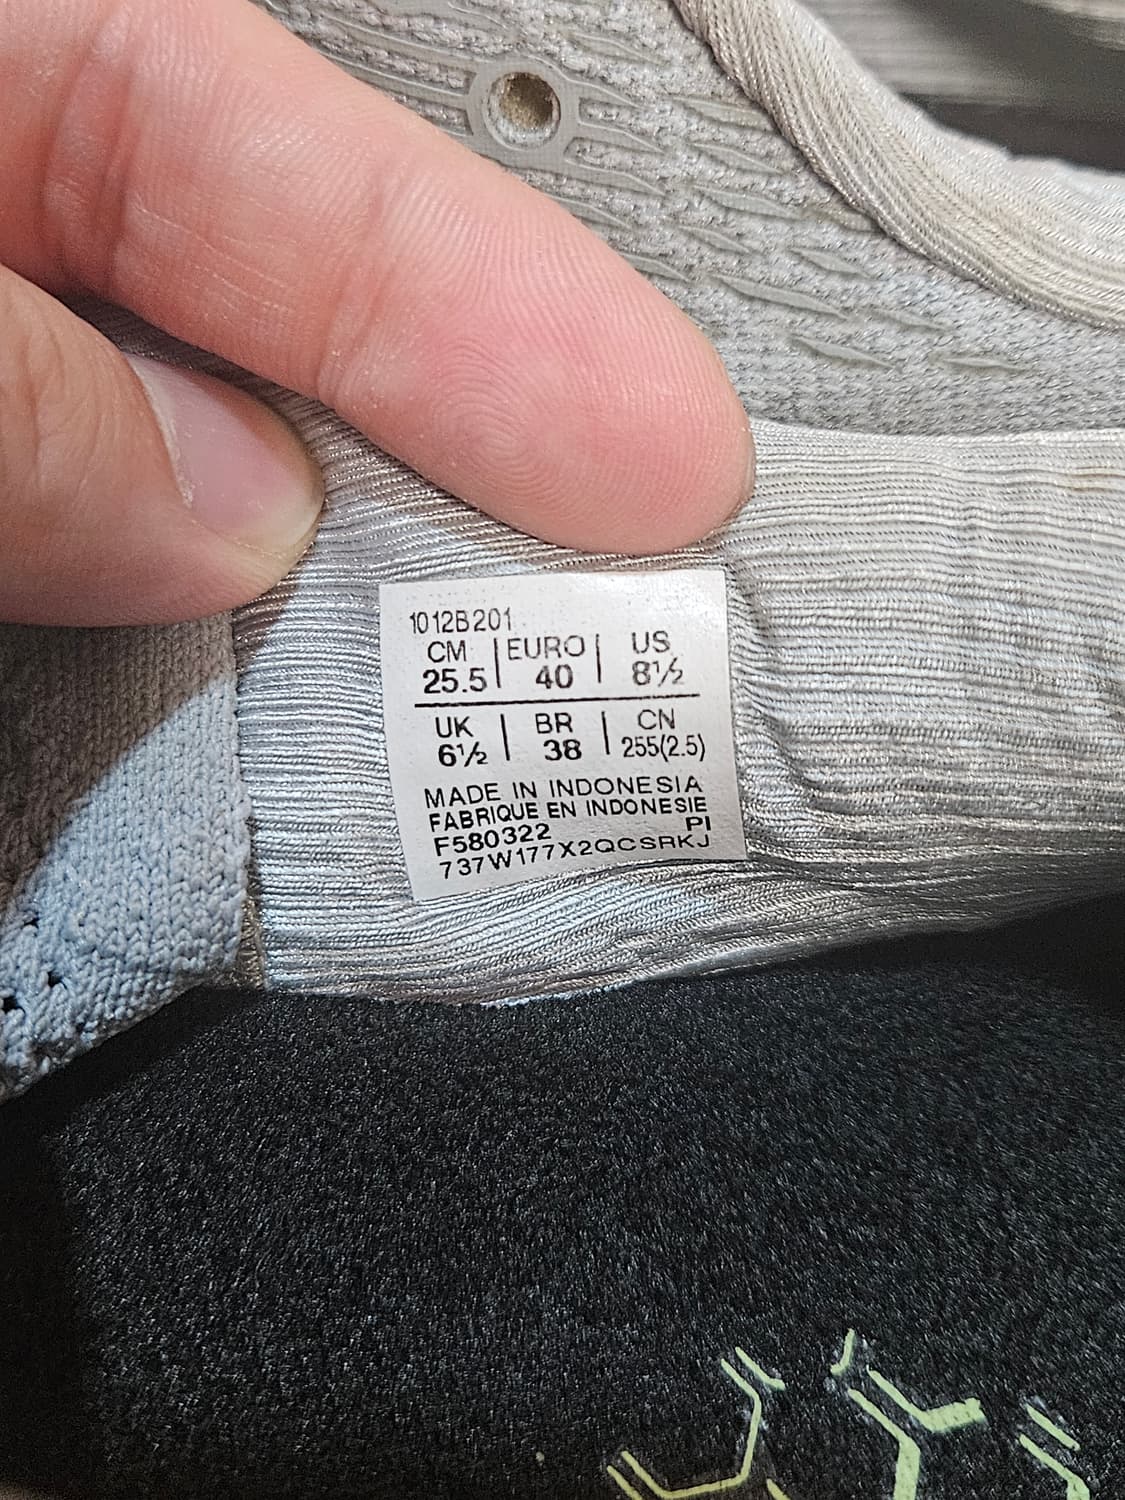 1012B201
CM | EURO | US
25.5 | 40 | 8½
UK | BR | CN
6½ | 38 | 255(2.5)
MADE IN INDONESIA
FABRIQUE EN INDONESIE
F580322 PI
737W177X2QCSRKJ